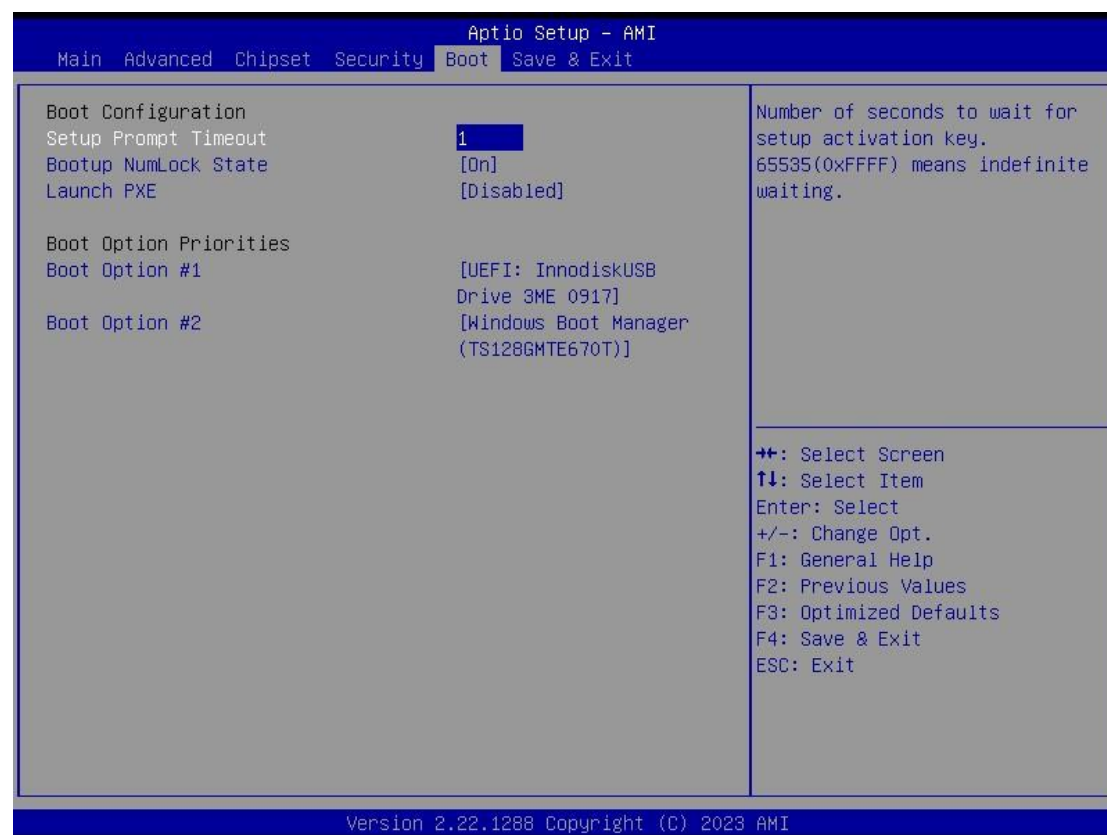 Aptio Setup - AMI
Main Advanced Chipset Security Boot Save & Exit
Boot Configuration
Setup Prompt Timeout 1
Bootup NumLock State [On]
Launch PXE [Disabled]
Boot Option Priorities
Boot Option #1 [UEFI: InnodiskUSB
Drive 3ME 0917]
Boot Option #2 [Windows Boot Manager
(TS128GMTE670T)]
Number of seconds to wait for
setup activation key.
65535(0xFFFF) means indefinite
waiting.
→←: Select Screen
↑↓: Select Item
Enter: Select
+/-: Change Opt.
F1: General Help
F2: Previous Values
F3: Optimized Defaults
F4: Save & Exit
ESC: Exit
Version 2.22.1288 Copyright (C) 2023 AMI